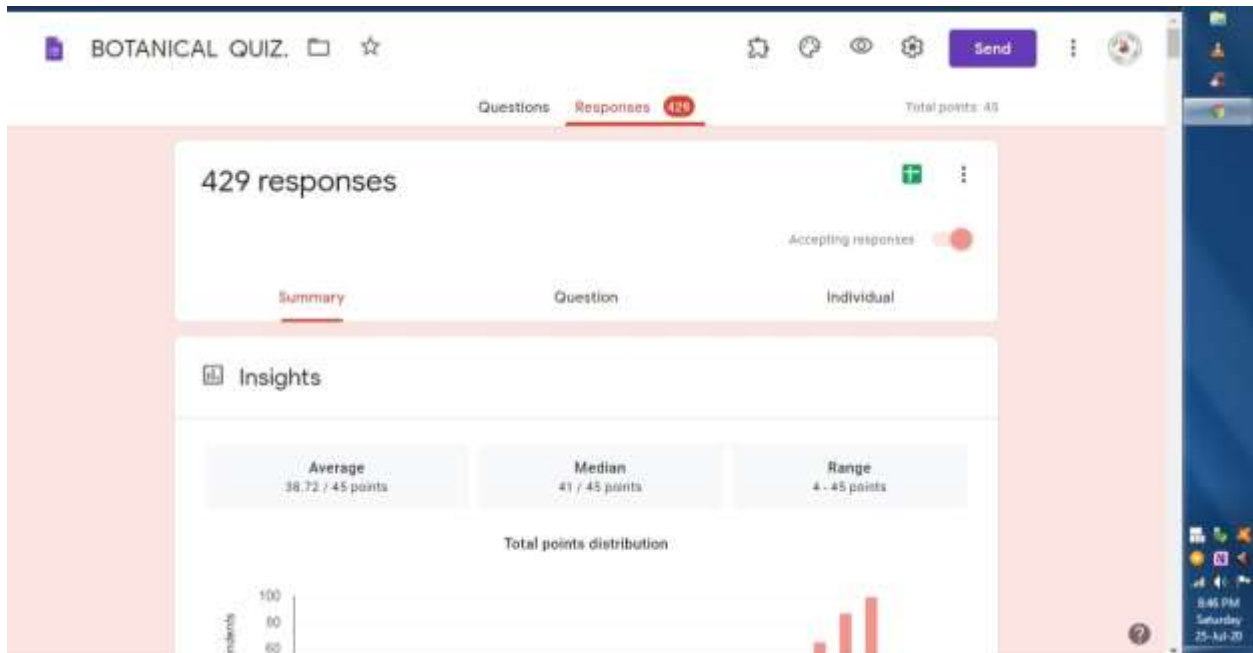 BOTANICAL QUIZ.
Send
Questions Responses 429 Total points: 45
429 responses
Accepting responses
Summary Question Individual
Insights
Average Median Range
38.72 / 45 points 41 / 45 points 4 - 45 points
Total points distribution
100
80
60
8:46 PM
Saturday
25-Jul-20